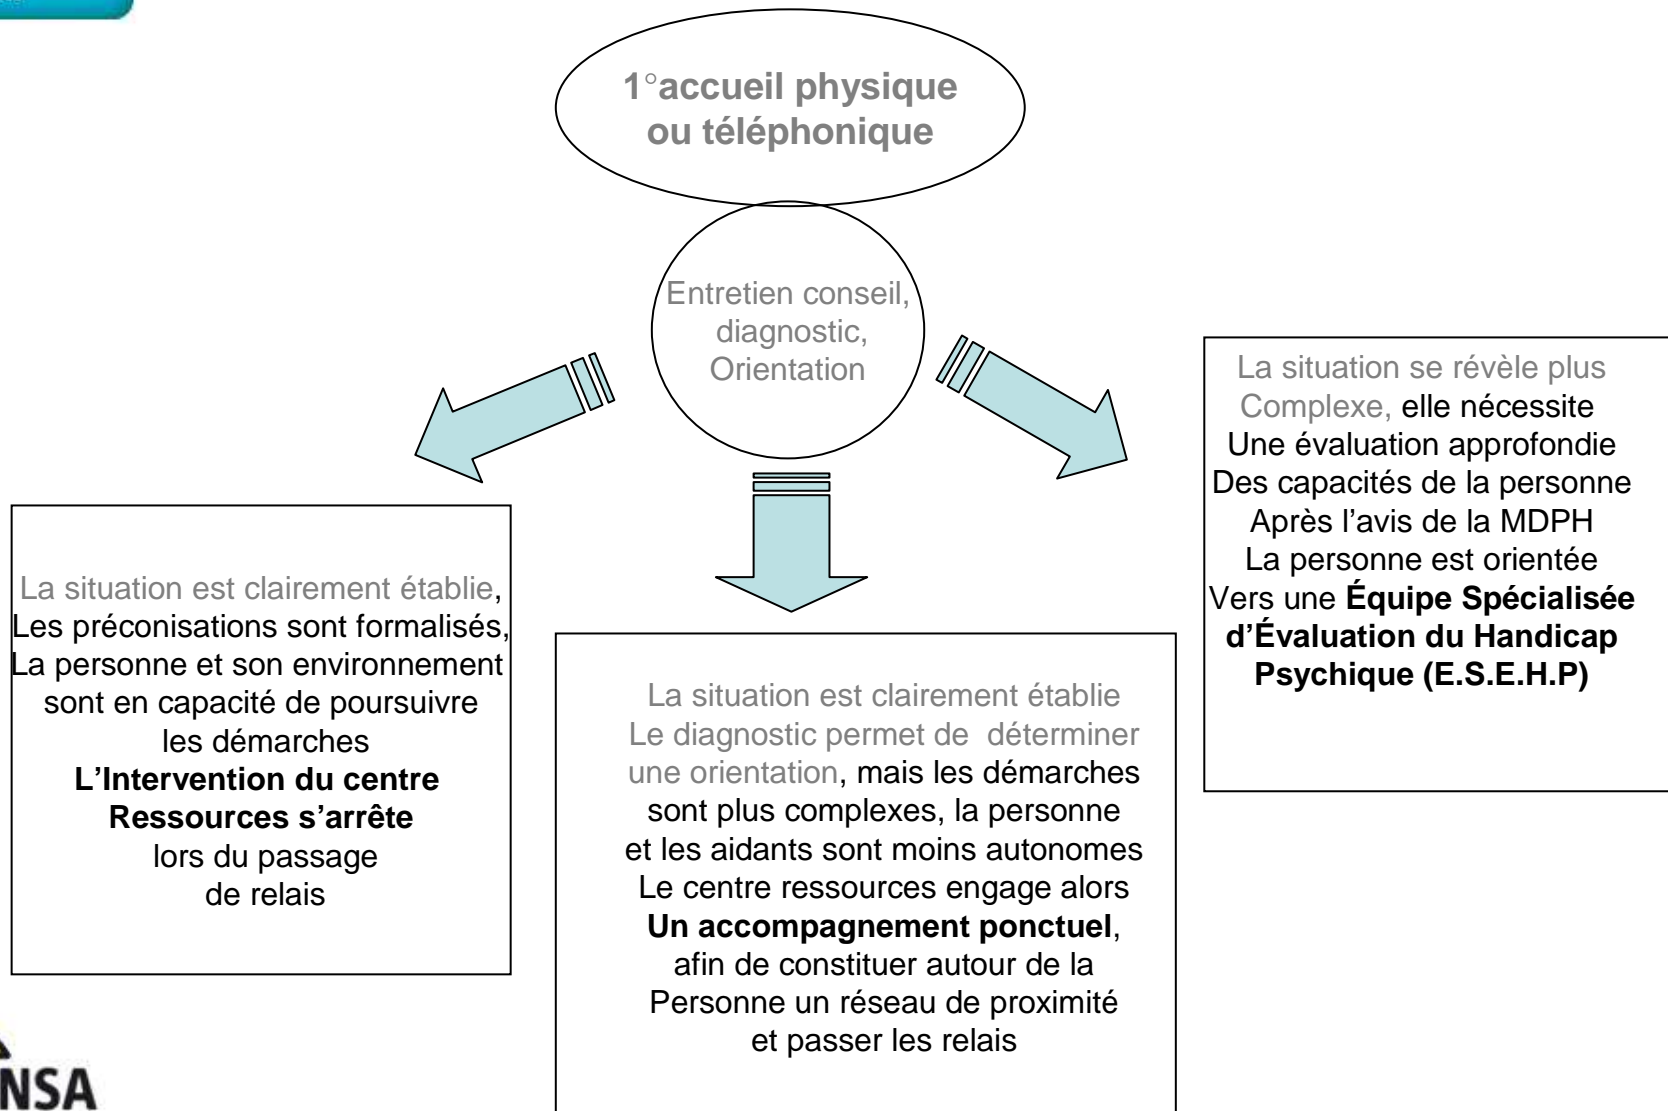 1°accueil physique
ou téléphonique
Entretien conseil,
diagnostic,
Orientation
La situation est clairement établie,
Les préconisations sont formalisés,
La personne et son environnement
sont en capacité de poursuivre
les démarches
L’Intervention du centre
Ressources s’arrête
lors du passage
de relais
La situation est clairement établie
Le diagnostic permet de déterminer
une orientation, mais les démarches
sont plus complexes, la personne
et les aidants sont moins autonomes
Le centre ressources engage alors
Un accompagnement ponctuel,
afin de constituer autour de la
Personne un réseau de proximité
et passer les relais
La situation se révèle plus
Complexe, elle nécessite
Une évaluation approfondie
Des capacités de la personne
Après l’avis de la MDPH
La personne est orientée
Vers une Équipe Spécialisée
d’Évaluation du Handicap
Psychique (E.S.E.H.P)
NSA